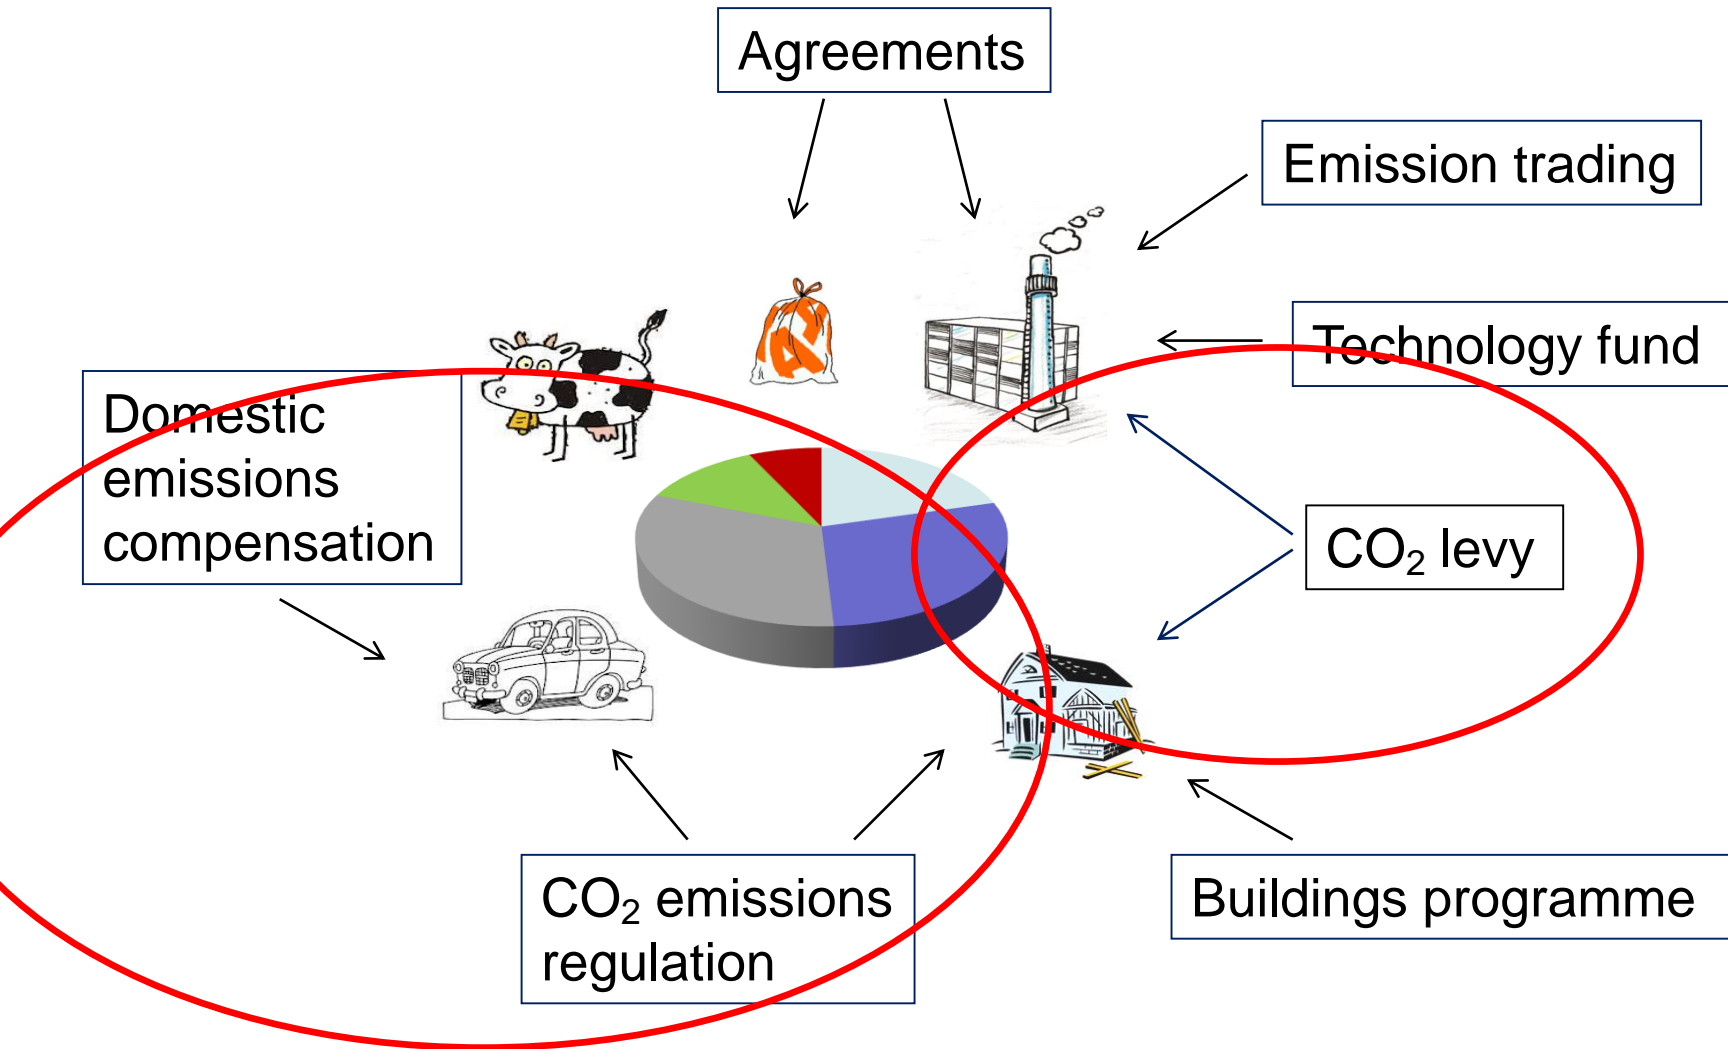 Agreements
Emission trading
Technology fund
Domestic
emissions
compensation
CO₂ levy
CO₂ emissions
regulation
Buildings programme